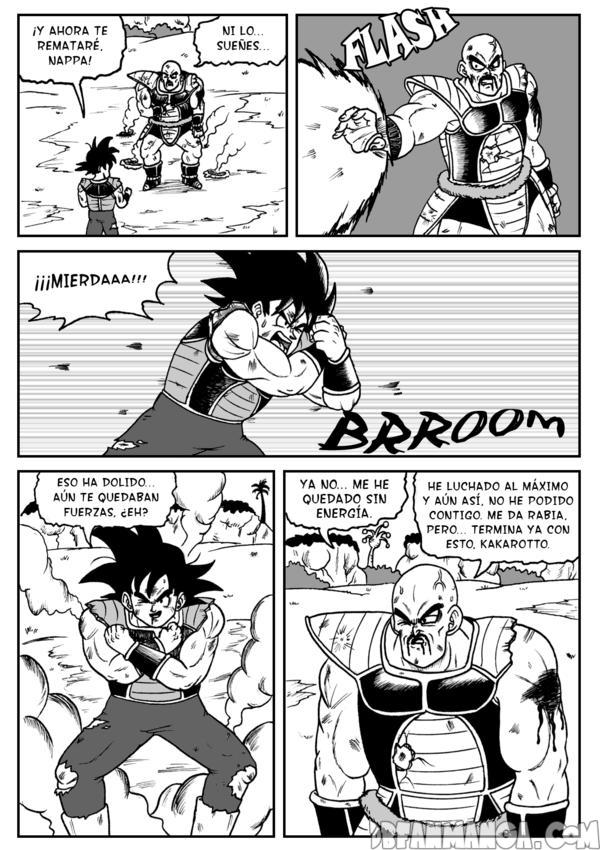 ¡Y AHORA TE
REMATARÉ,
NAPPA!
NI LO...
SUEÑES...
FLASH
¡¡¡MIERDAAA!!!
BRROOM
ESO HA DOLIDO...
AÚN TE QUEDABAN
FUERZAS, ¿EH?
YA NO... ME HE
QUEDADO SIN
ENERGÍA.
HE LUCHADO AL MÁXIMO
Y AÚN ASÍ, NO HE PODIDO
CONTIGO. ME DA RABIA,
PERO... TERMINA YA CON
ESTO, KAKAROTTO.
DBFANMANGA.COM